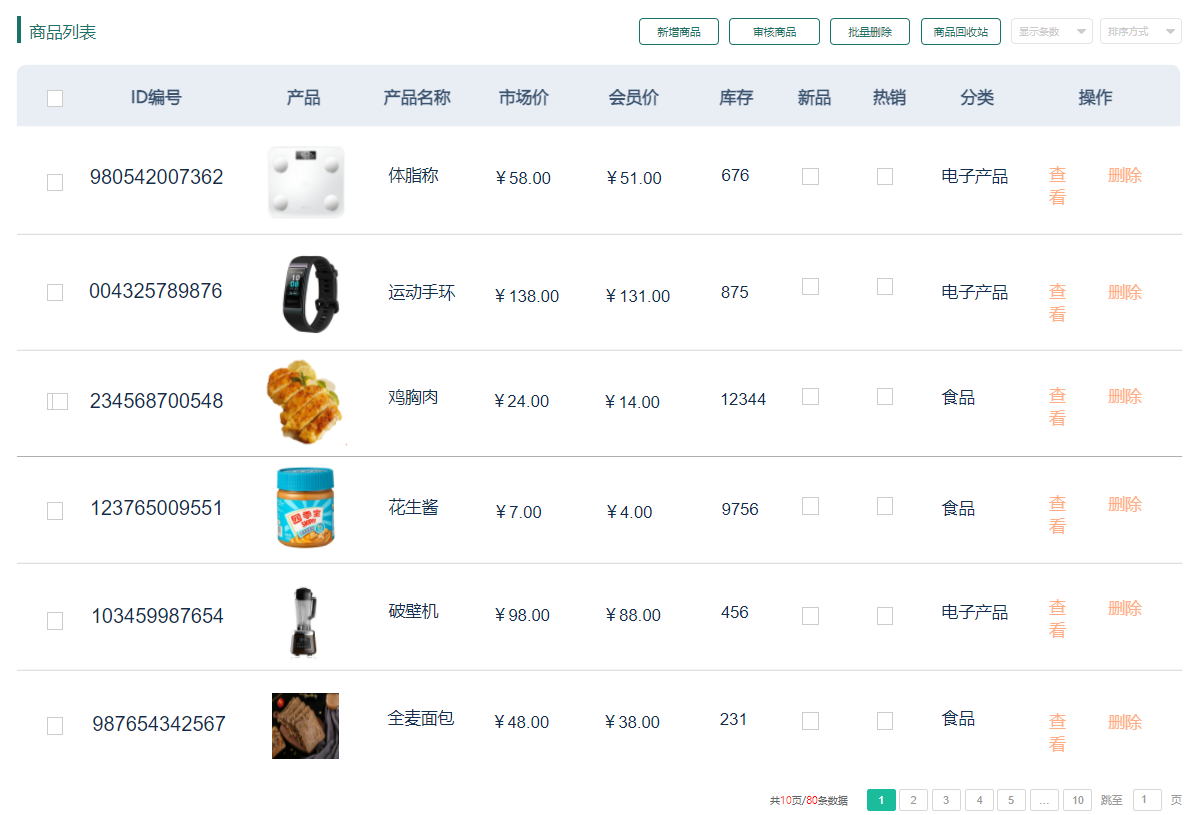 商品列表 新增商品 审核商品 批量删除 商品回收站 显示条数 排序方式
ID编号 产品 产品名称 市场价 会员价 库存 新品 热销 分类 操作
980542007362 体脂称 ￥58.00 ￥51.00 676 电子产品 查看 删除
004325789876 运动手环 ￥138.00 ￥131.00 875 电子产品 查看 删除
234568700548 鸡胸肉 ￥24.00 ￥14.00 12344 食品 查看 删除
123765009551 花生酱 ￥7.00 ￥4.00 9756 食品 查看 删除
103459987654 破壁机 ￥98.00 ￥88.00 456 电子产品 查看 删除
987654342567 全麦面包 ￥48.00 ￥38.00 231 食品 查看 删除
共10页/80条数据 1 2 3 4 5 ... 10 跳至 1 页